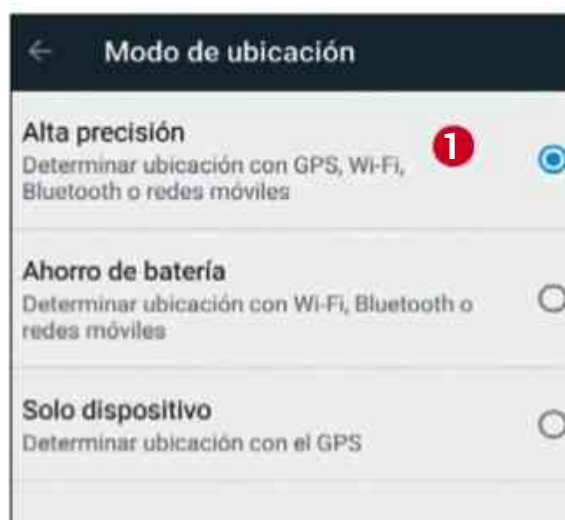 Modo de ubicación
Alta precisión
1
Determinar ubicación con GPS, Wi-Fi,
Bluetooth o redes móviles
Ahorro de batería
Determinar ubicación con Wi-Fi, Bluetooth o
redes móviles
Solo dispositivo
Determinar ubicación con el GPS